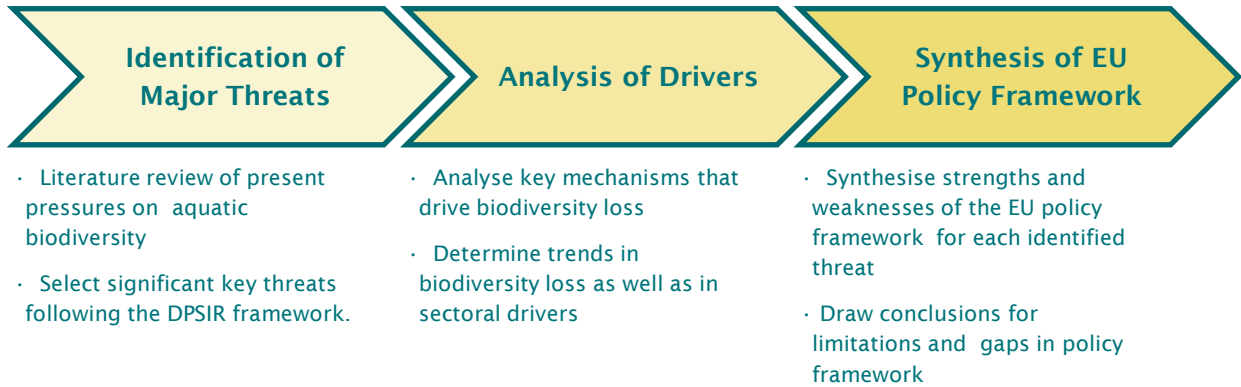 Identification of
Major Threats
· Literature review of present
pressures on aquatic
biodiversity
· Select significant key threats
following the DPSIR framework.
Analysis of Drivers
· Analyse key mechanisms that
drive biodiversity loss
· Determine trends in
biodiversity loss as well as in
sectoral drivers
Synthesis of EU
Policy Framework
· Synthesise strengths and
weaknesses of the EU policy
framework for each identified
threat
· Draw conclusions for
limitations and gaps in policy
framework